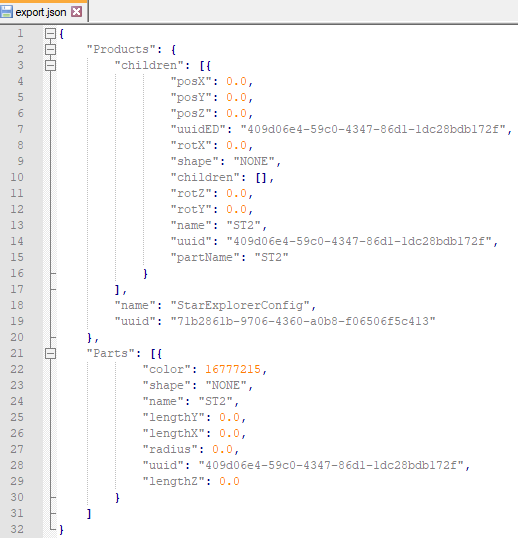 export.json
1 {
2 "Products": {
3 "children": [{
4 "posX": 0.0,
5 "posY": 0.0,
6 "posZ": 0.0,
7 "uuidED": "409d06e4-59c0-4347-86d1-1dc28bdb172f",
8 "rotX": 0.0,
9 "shape": "NONE",
10 "children": [],
11 "rotZ": 0.0,
12 "rotY": 0.0,
13 "name": "ST2",
14 "uuid": "409d06e4-59c0-4347-86d1-1dc28bdb172f",
15 "partName": "ST2"
16 }
17 ],
18 "name": "StarExplorerConfig",
19 "uuid": "71b2861b-9706-4360-a0b8-f06506f5c413"
20 },
21 "Parts": [{
22 "color": 16777215,
23 "shape": "NONE",
24 "name": "ST2",
25 "lengthY": 0.0,
26 "lengthX": 0.0,
27 "radius": 0.0,
28 "uuid": "409d06e4-59c0-4347-86d1-1dc28bdb172f",
29 "lengthZ": 0.0
30 }
31 ]
32 }